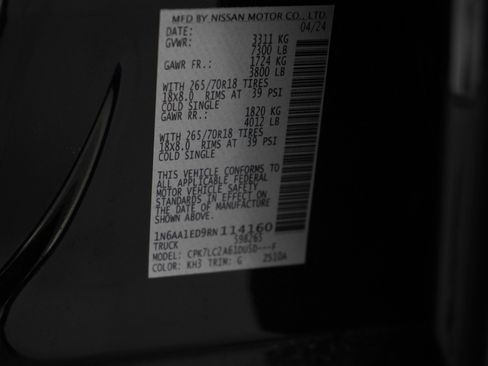 MFD BY NISSAN MOTOR CO., LTD.
DATE: 04/24
GVWR: 3311 KG
7300 LB
GAWR FR.: 1724 KG
3800 LB
WITH 265/70R18 TIRES
18x8.0 RIMS AT 39 PSI
COLD SINGLE
GAWR RR.: 1820 KG
4012 LB
WITH 265/70R18 TIRES
18x8.0 RIMS AT 39 PSI
COLD SINGLE
THIS VEHICLE CONFORMS TO
ALL APPLICABLE FEDERAL
MOTOR VEHICLE SAFETY
STANDARDS IN EFFECT ON
THE DATE OF MANUFACTURE
SHOWN ABOVE.
1N6AA1ED9RN114160
TRUCK 598265
MODEL: CPK7LC2A61DUSD---F
COLOR: KH3 TRIM: G 2510A